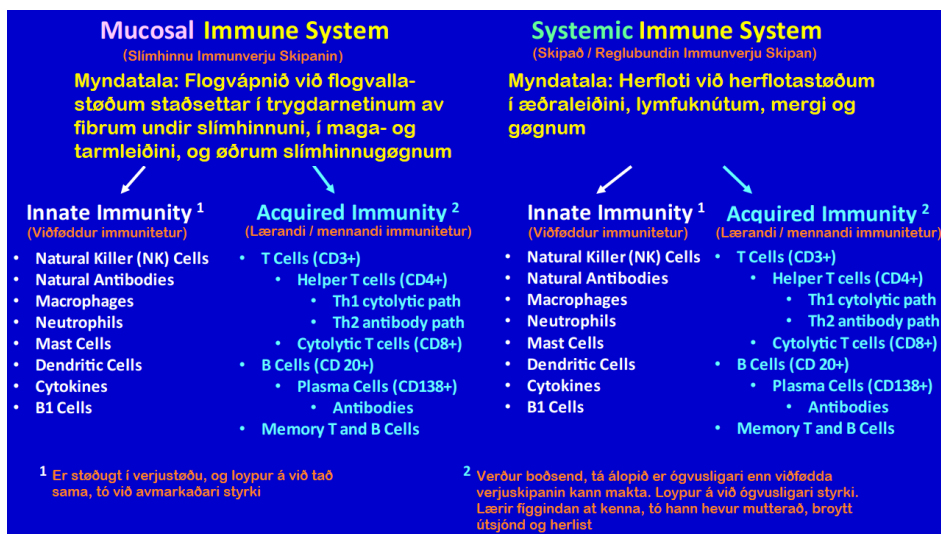 Mucosal Immune System
(Slímhinnu Immunverju Skipanin)
Myndatala: Flogvápnið við flogvalla-
støðum staðsettar í trygdarnetinum av
fibrum undir slímhinnuni, í maga- og
tarmleiðini, og øðrum slímhinnugøgnum
Innate Immunity 1
(Viðføddur immunitetur)
• Natural Killer (NK) Cells
• Natural Antibodies
• Macrophages
• Neutrophils
• Mast Cells
• Dendritic Cells
• Cytokines
• B1 Cells
Acquired Immunity 2
(Lærandi / mennandi immunitetur)
• T Cells (CD3+)
• Helper T cells (CD4+)
• Th1 cytolytic path
• Th2 antibody path
• Cytolytic T cells (CD8+)
• B Cells (CD 20+)
• Plasma Cells (CD138+)
• Antibodies
• Memory T and B Cells
Systemic Immune System
(Skipað / Reglubundin Immunverju Skipan)
Myndatala: Herfloti við herflotastøðum
í æðraleiðini, lymfuknútum, mergi og
gøgnum
Innate Immunity 1
(Viðføddur immunitetur)
• Natural Killer (NK) Cells
• Natural Antibodies
• Macrophages
• Neutrophils
• Mast Cells
• Dendritic Cells
• Cytokines
• B1 Cells
Acquired Immunity 2
(Lærandi / mennandi immunitetur)
• T Cells (CD3+)
• Helper T cells (CD4+)
• Th1 cytolytic path
• Th2 antibody path
• Cytolytic T cells (CD8+)
• B Cells (CD 20+)
• Plasma Cells (CD138+)
• Antibodies
• Memory T and B Cells
1 Er støðugt í verjustøðu, og loypur á við tað
sama, tó við avmarkaðari styrki
2 Verður boðsend, tá álopið er ógvusligari enn viðfødda
verjuskipanin kann makta. Loypur á við ógvusligari styrki.
Lærir figgindan at kenna, tó hann hevur mutterað, broytt
útsjónd og herlist